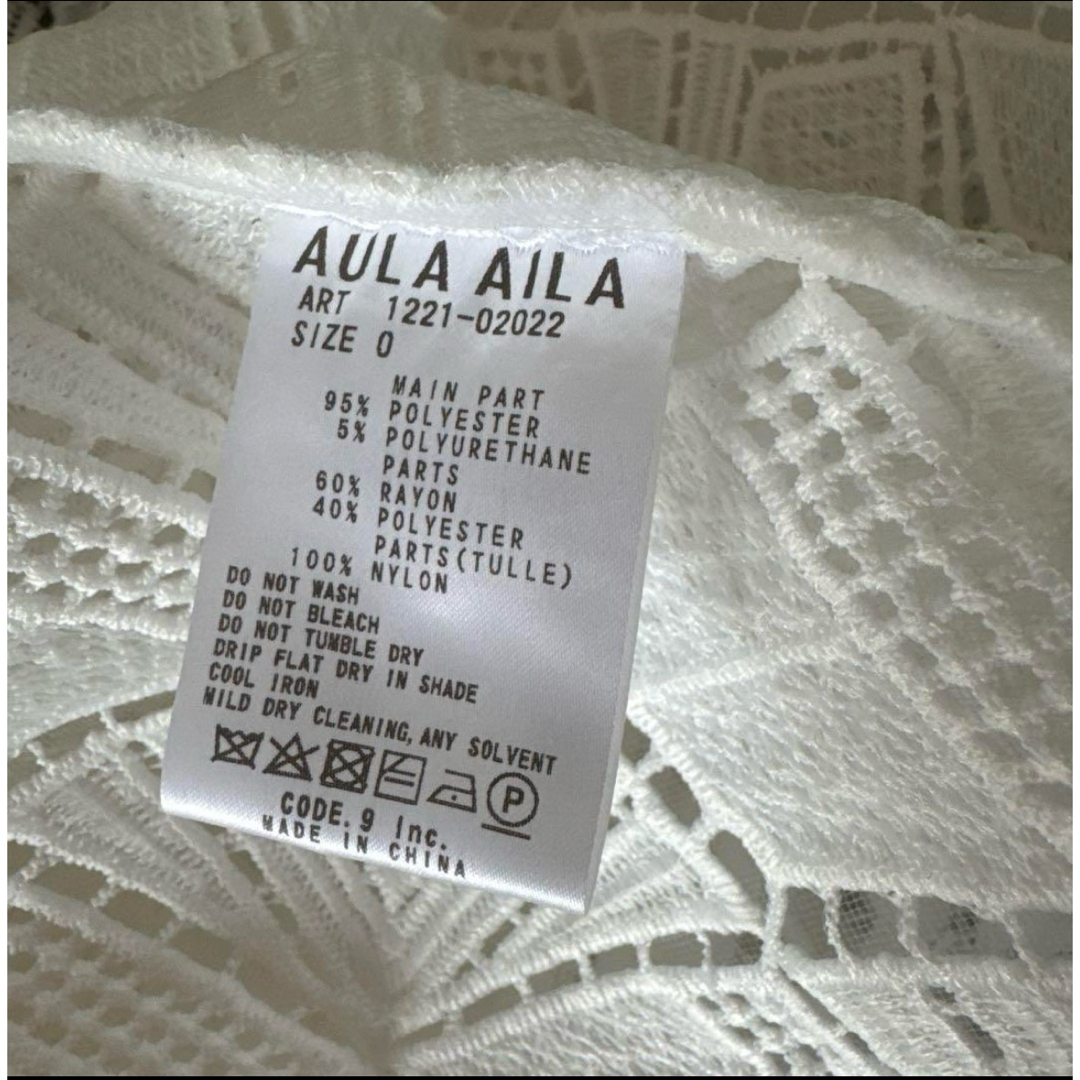 AULA AILA
ART 1221-02022
SIZE 0
MAIN PART
95% POLYESTER
5% POLYURETHANE
PARTS
60% RAYON
40% POLYESTER
PARTS(TULLE)
100% NYLON
DO NOT WASH
DO NOT BLEACH
DO NOT TUMBLE DRY
DRIP FLAT DRY IN SHADE
COOL IRON
MILD DRY CLEANING, ANY SOLVENT
P
CODE.9 Inc.
MADE IN CHINA